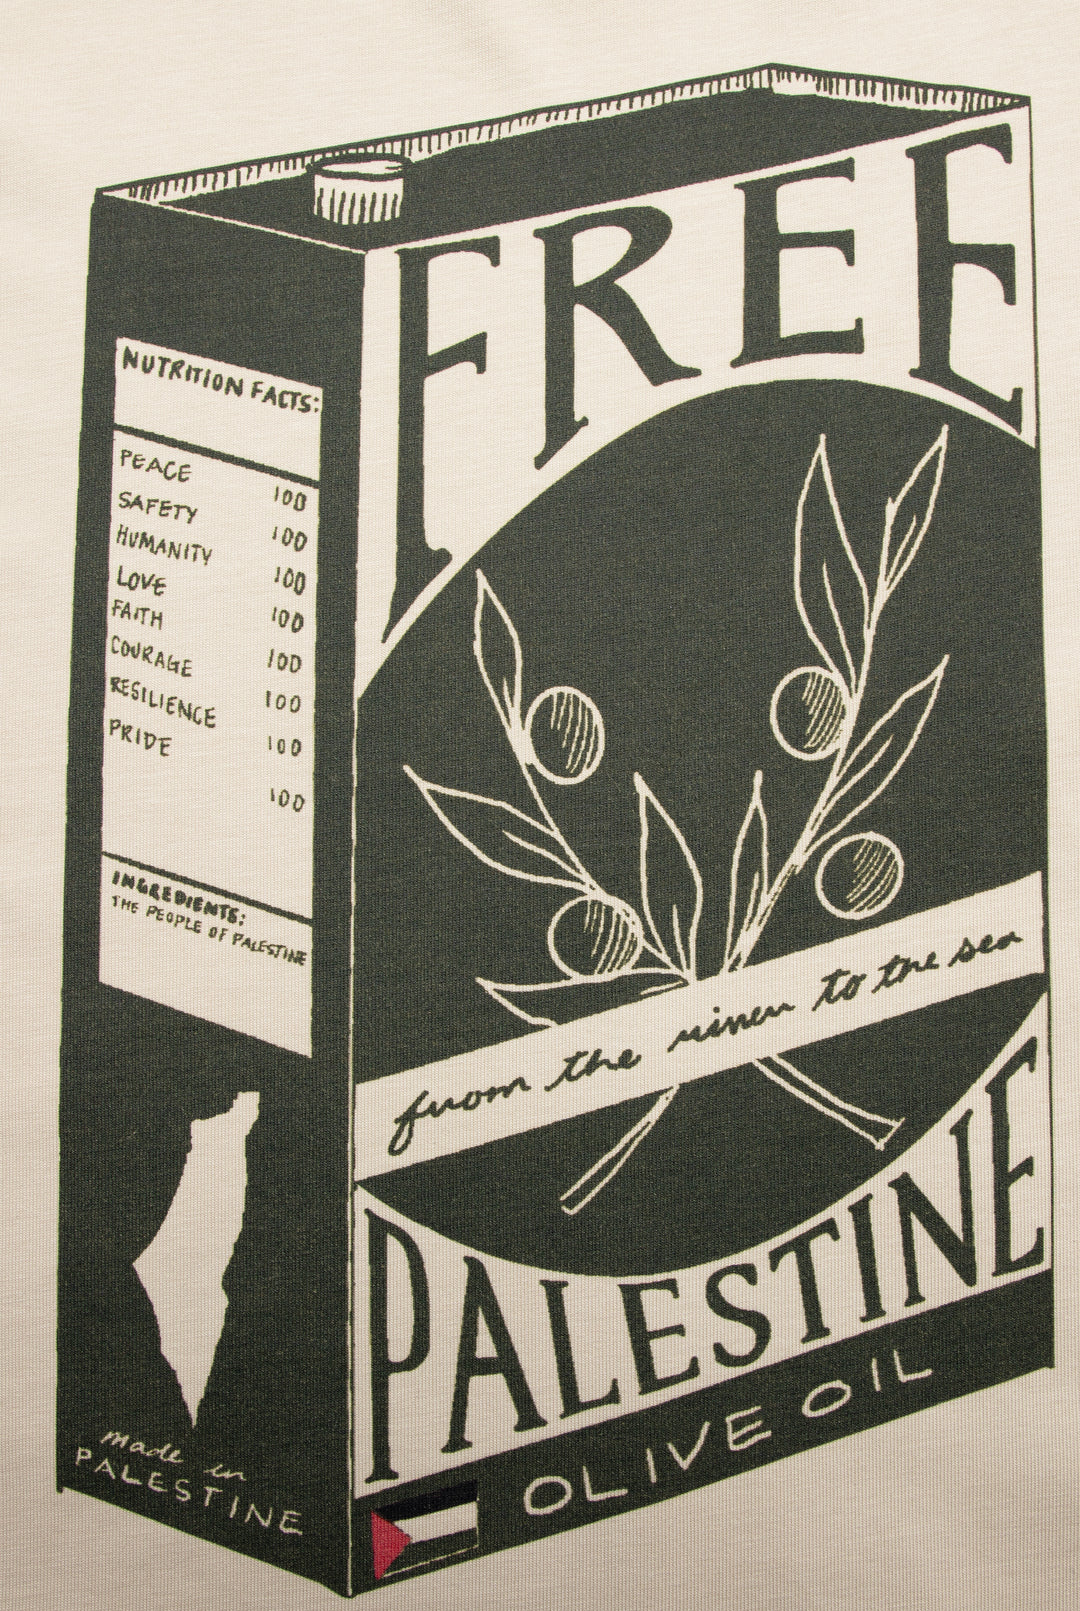 FREE
NUTRITION FACTS:
PEACE 100
SAFETY 100
HUMANITY 100
LOVE 100
FAITH 100
COURAGE 100
RESILIENCE 100
PRIDE
100
INGREDIENTS:
THE PEOPLE OF PALESTINE
from the river to the sea
PALESTINE
OLIVE OIL
made in
PALESTINE